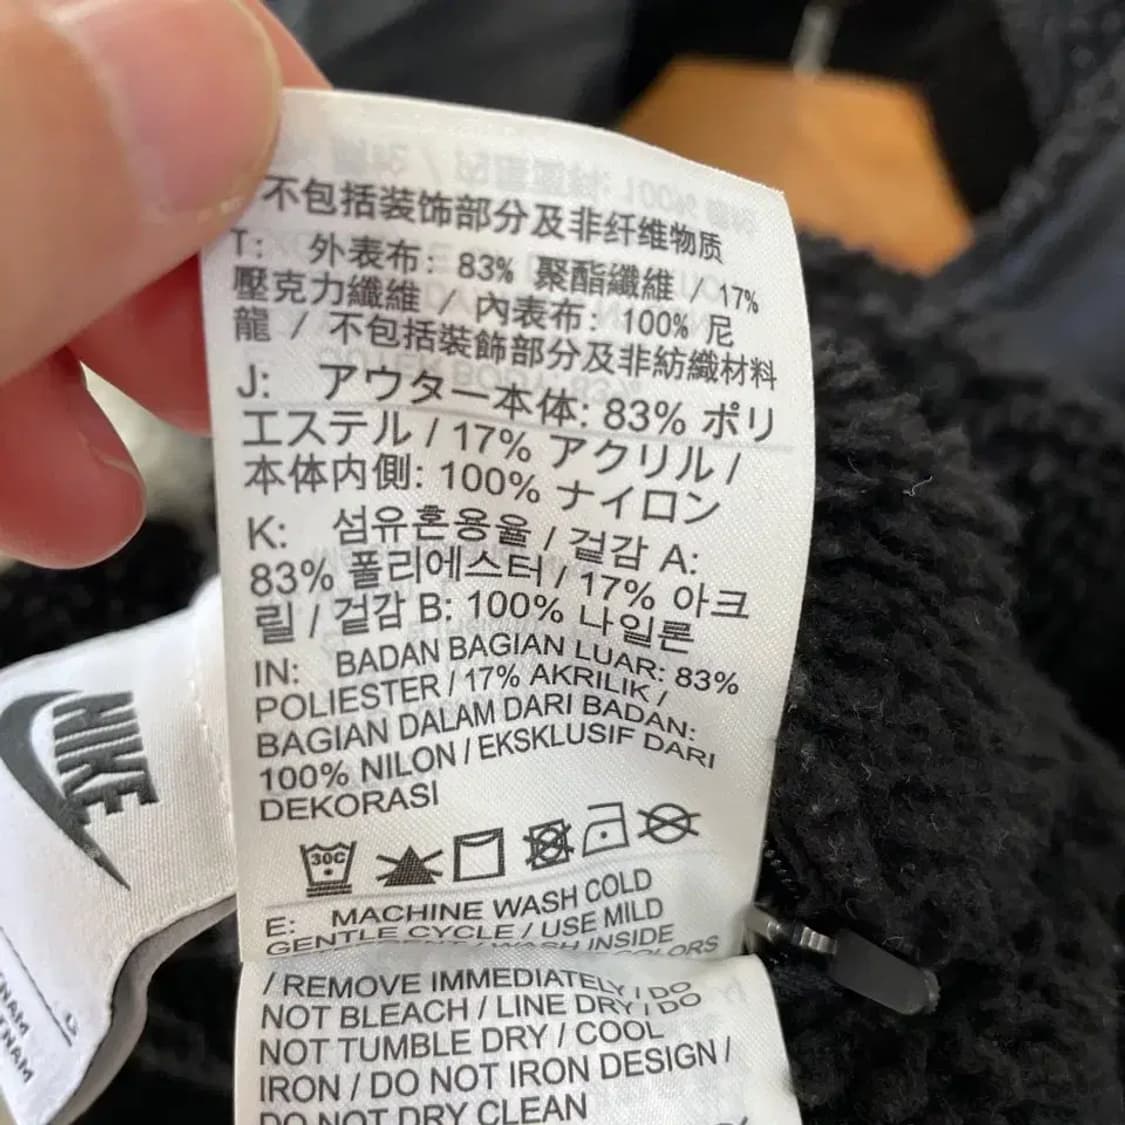 不包括装饰部分及非纤维物质
T: 外表布: 83% 聚酯纖維 / 17%
壓克力纖維 / 內表布: 100% 尼
龍 / 不包括裝飾部分及非紡織材料
J: アウター本体: 83% ポリ
エステル / 17% アクリル /
本体内側: 100% ナイロン
K: 섬유혼용율 / 겉감 A:
83% 폴리에스터 / 17% 아크
릴 / 겉감 B: 100% 나일론
IN: BADAN BAGIAN LUAR: 83%
POLIESTER / 17% AKRILIK /
BAGIAN DALAM DARI BADAN:
100% NILON / EKSKLUSIF DARI
DEKORASI
30C
E: MACHINE WASH COLD
GENTLE CYCLE / USE MILD
WASH INSIDE
COLORS
/ REMOVE IMMEDIATELY / DO
NOT BLEACH / LINE DRY / DO
NOT TUMBLE DRY / COOL
IRON / DO NOT IRON DESIGN /
DO NOT DRY CLEAN
NIKE